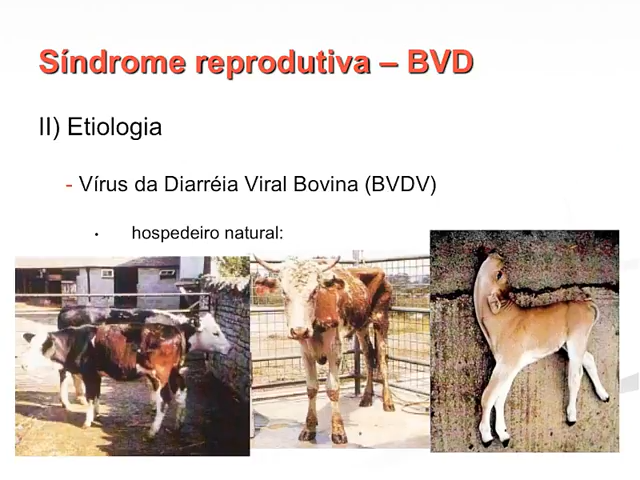 Síndrome reprodutiva – BVD
II) Etiologia
- Vírus da Diarréia Viral Bovina (BVDV)
• hospedeiro natural: